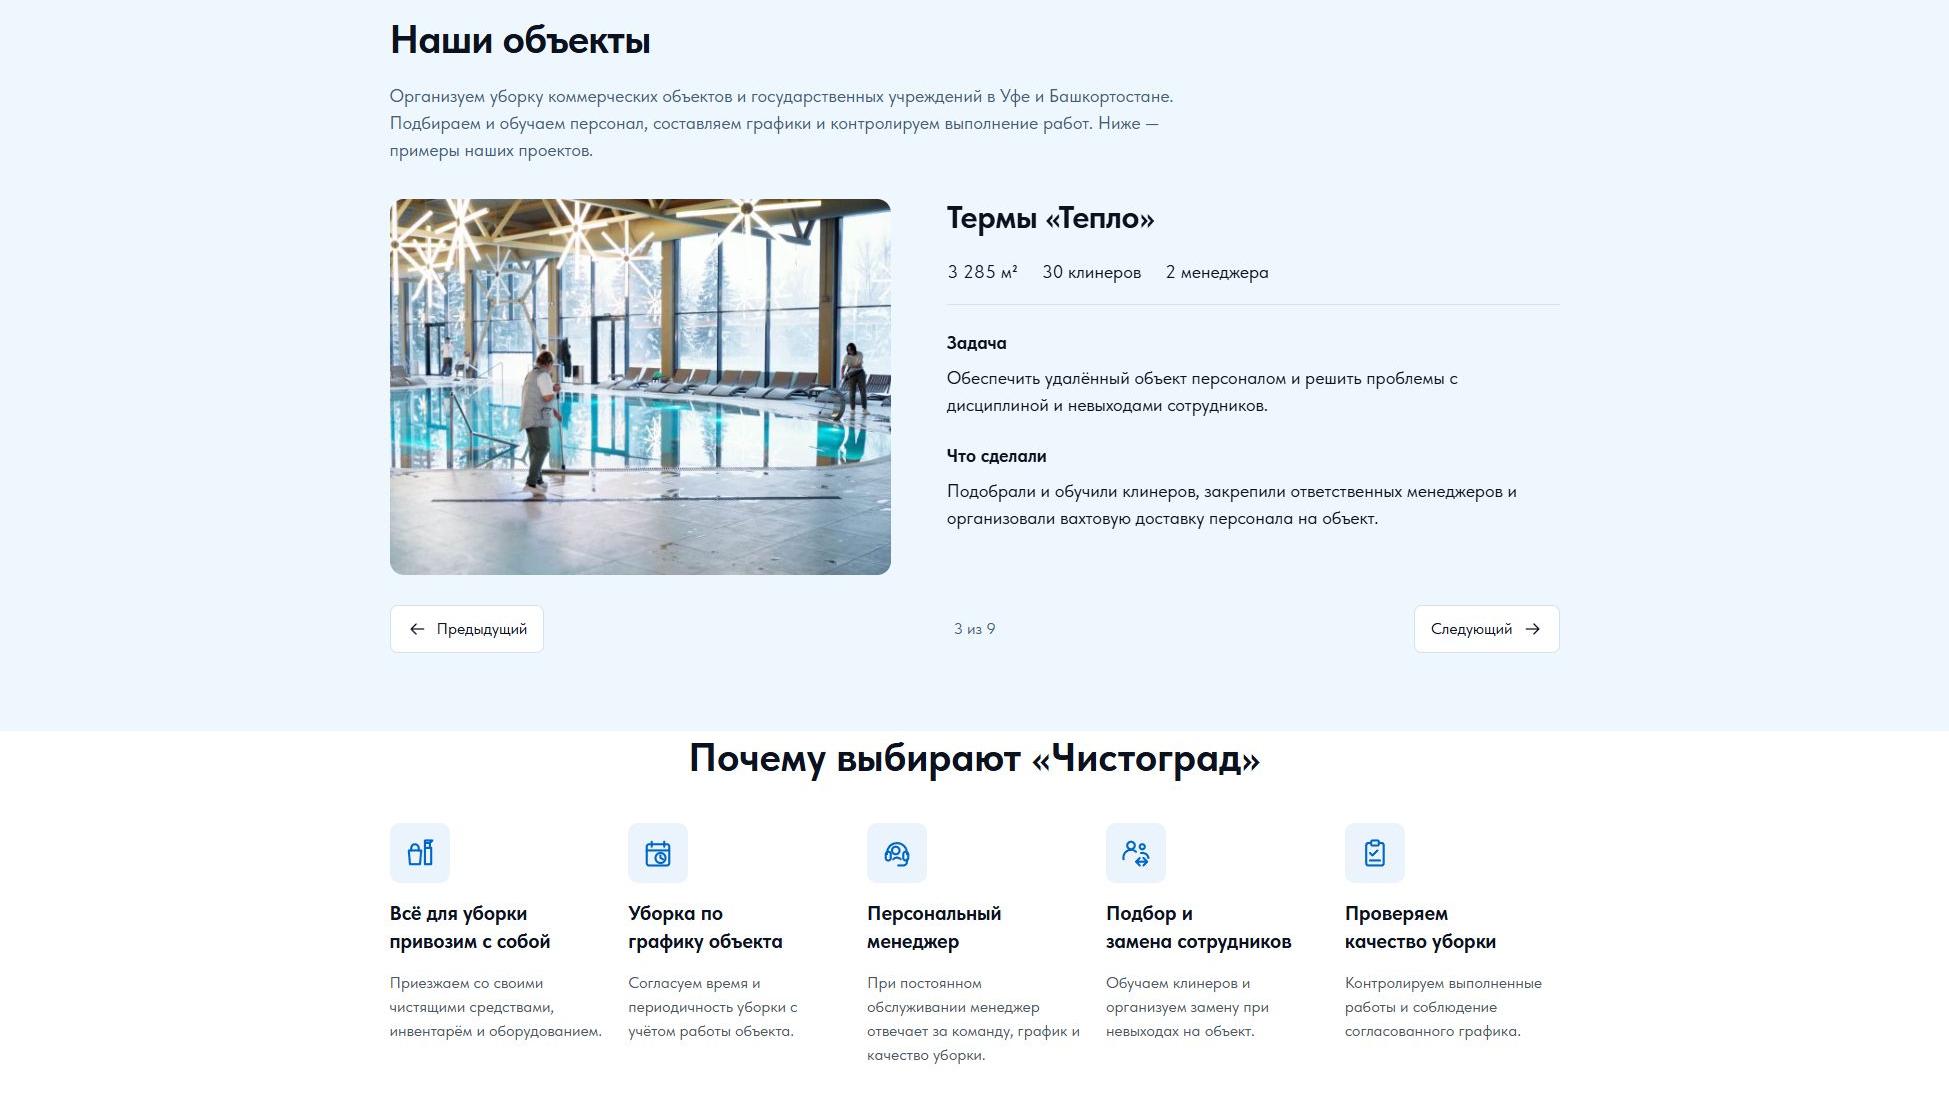 Наши объекты
Организуем уборку коммерческих объектов и государственных учреждений в Уфе и Башкортостане.
Подбираем и обучаем персонал, составляем графики и контролируем выполнение работ. Ниже —
примеры наших проектов.
Термы «Тепло»
3 285 м² 30 клинеров 2 менеджера
Задача
Обеспечить удалённый объект персоналом и решить проблемы с
дисциплиной и невыходами сотрудников.
Что сделали
Подобрали и обучили клинеров, закрепили ответственных менеджеров и
организовали вахтовую доставку персонала на объект.
← Предыдущий
3 из 9
Следующий →
Почему выбирают «Чистоград»
Всё для уборки
привозим с собой
Приезжаем со своими
чистящими средствами,
инвентарём и оборудованием.
Уборка по
графику объекта
Согласуем время и
периодичность уборки с
учётом работы объекта.
Персональный
менеджер
При постоянном
обслуживании менеджер
отвечает за команду, график и
качество уборки.
Подбор и
замена сотрудников
Обучаем клинеров и
организуем замену при
невыходах на объект.
Проверяем
качество уборки
Контролируем выполненные
работы и соблюдение
согласованного графика.